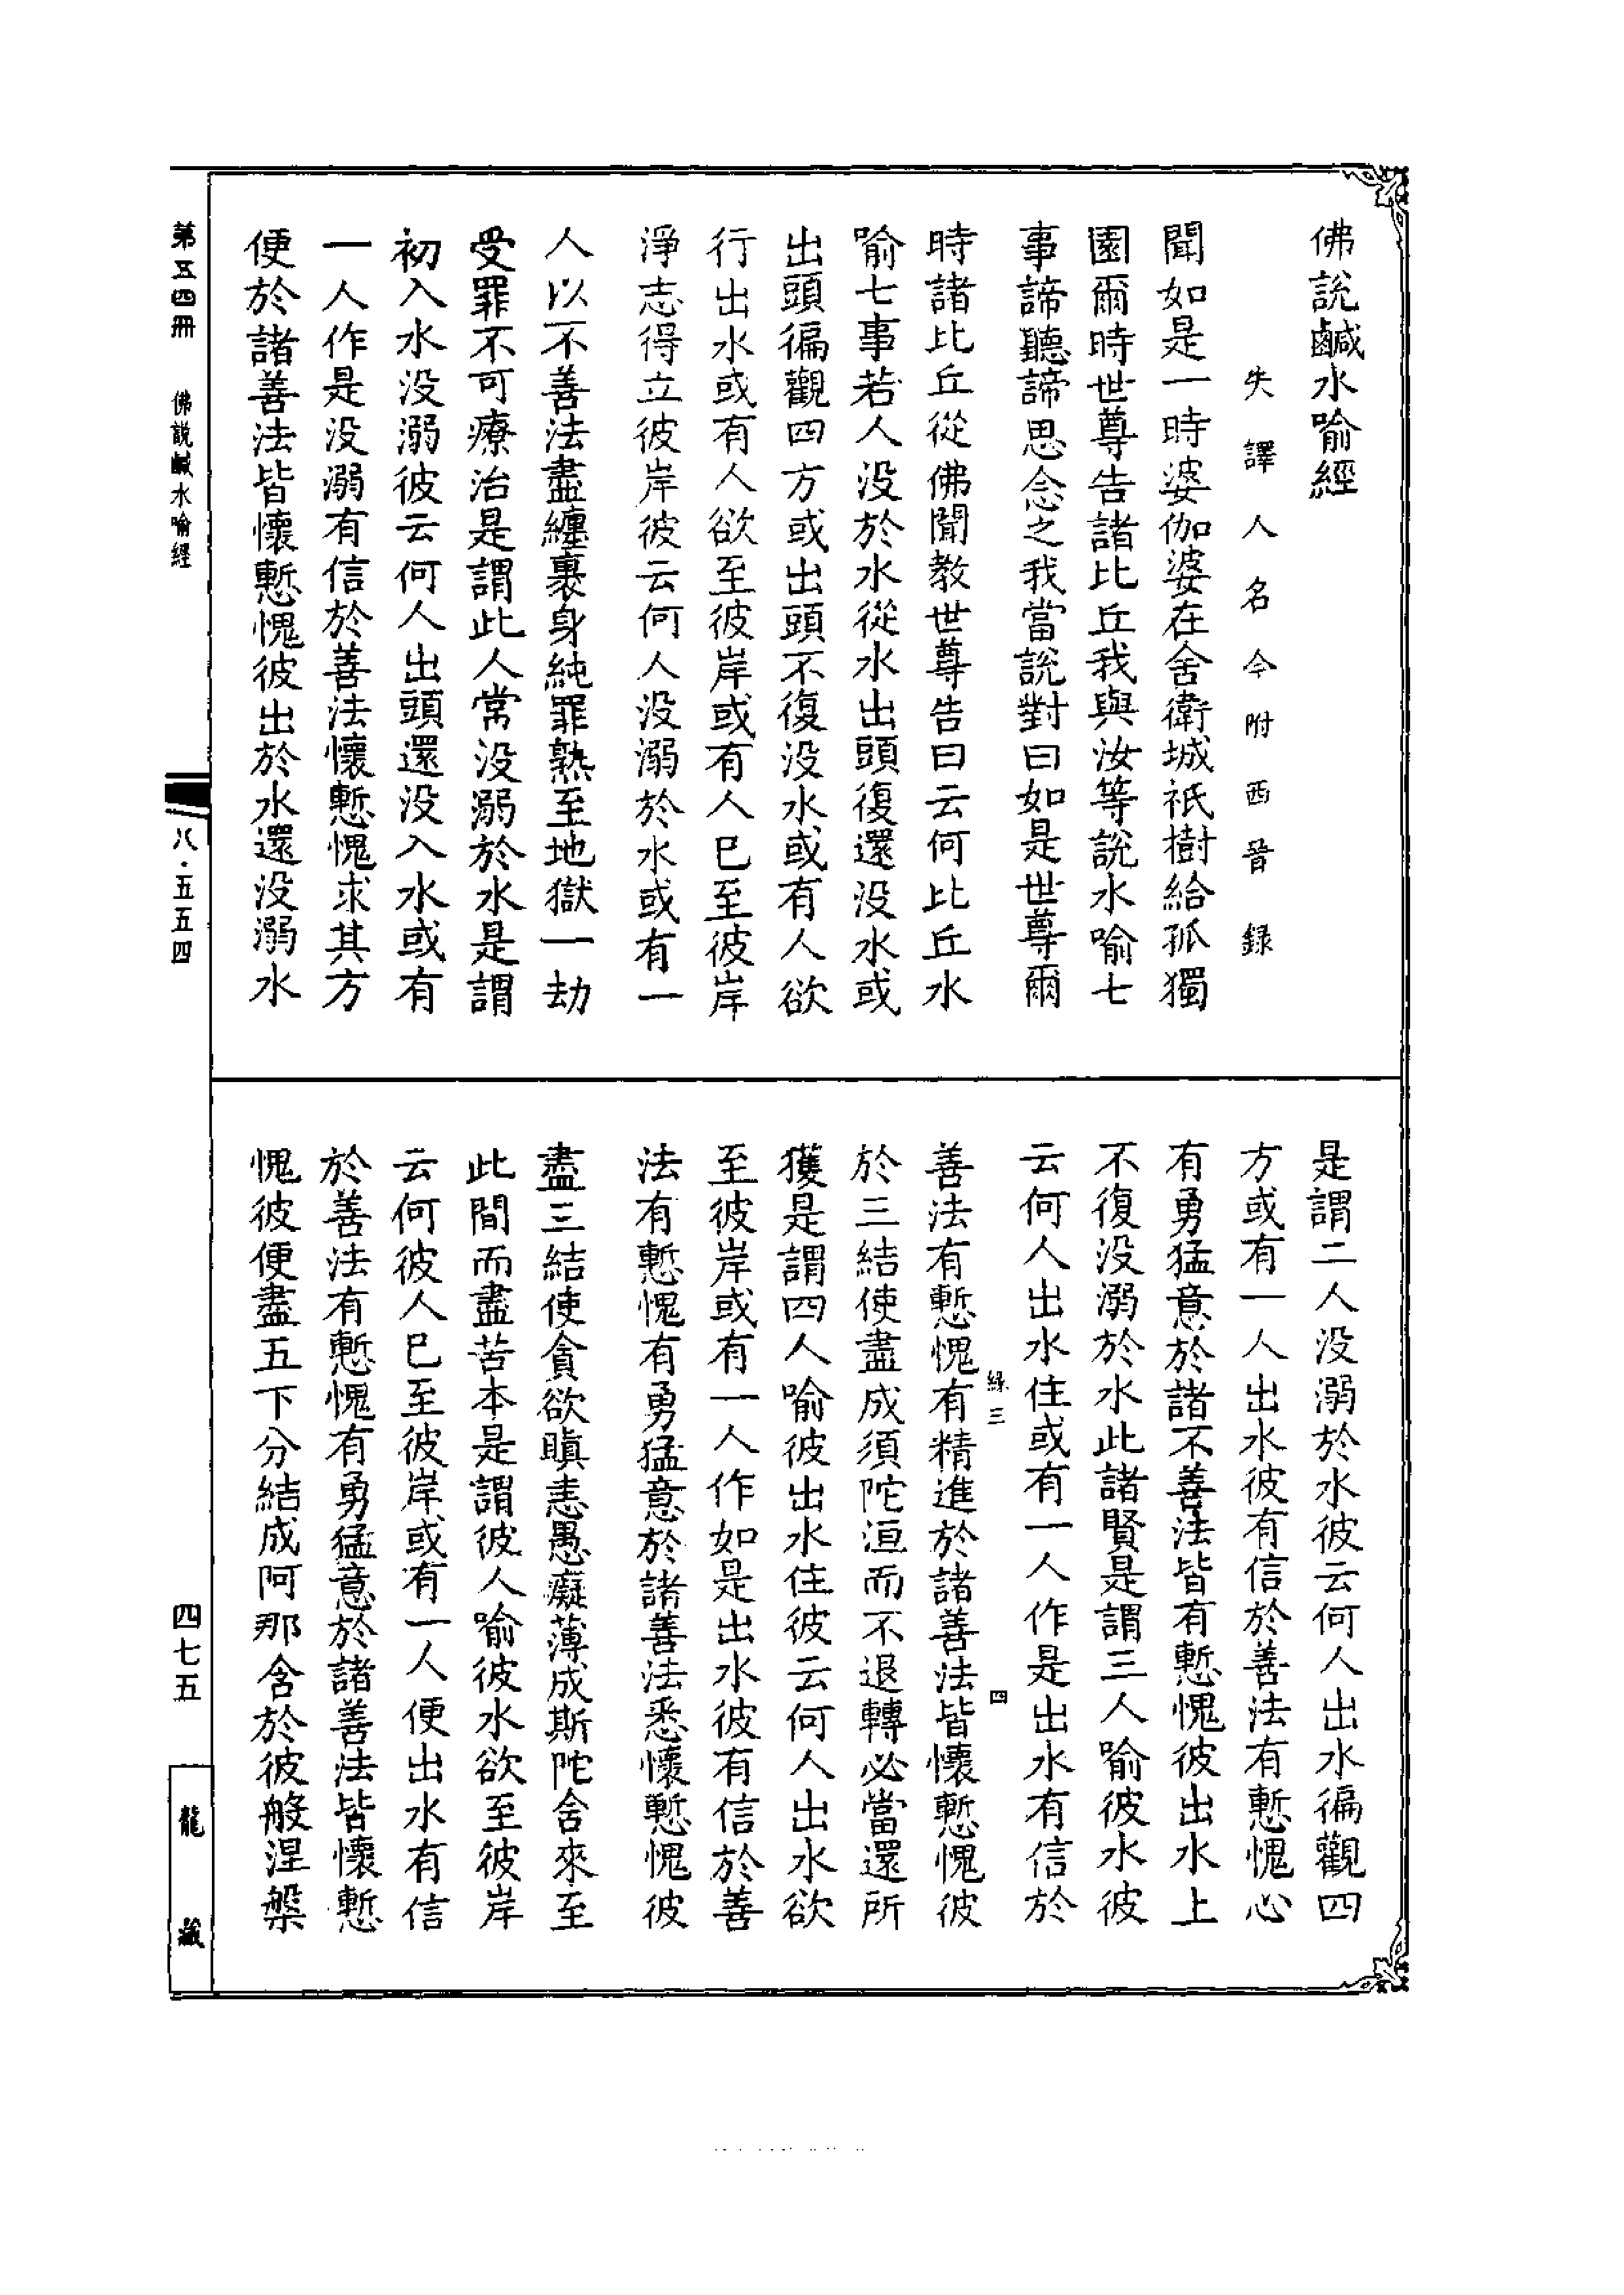 佛說鹹水喻經
失譯人名今附西晉錄
聞如是一時婆伽婆在舍衛城祇樹給孤獨
園爾時世尊告諸比丘我與汝等說水喻七
事諦聽諦思念之我當說對曰如是世尊爾
時諸比丘從佛聞教世尊告曰云何比丘水
喻七事若人没於水從水出頭復還没水或
出頭徧觀四方或出頭不復没水或有人欲
行出水或有人欲至彼岸或有人已至彼岸
淨志得立彼岸彼云何人没溺於水或有一
人以不善法盡纏裹身純罪熟至地獄一劫
受罪不可療治是謂此人常没溺於水是謂
初入水没溺彼云何人出頭還没入水或有
一人作是没溺有信於善法懷慙愧求其方
便於諸善法皆懷慙愧彼出於水還没溺水
是謂二人没溺於水彼云何人出水徧觀四
方或有一人出水彼有信於善法有慙愧心
有勇猛意於諸不善法皆有慙愧彼出水上
不復没溺於水此諸賢是謂三人喻彼水彼
云何人出水住或有一人作是出水有信於
善法有慙愧有精進於諸善法皆懷慙愧彼
於三結使盡成須陀洹而不退轉必當還所
獲是謂四人喻彼出水住彼云何人出水欲
至彼岸或有一人作如是出水彼有信於善
法有慙愧有勇猛意於諸善法悉懷慙愧彼
盡三結使貪欲瞋恚愚癡薄成斯陀含來至
此間而盡苦本是謂彼人喻彼水欲至彼岸
云何彼人已至彼岸或有一人便出水有信
於善法有慙愧有勇猛意於諸善法皆懷慙
愧彼便盡五下分結成阿那含於彼般涅槃
三
四
第五四冊
佛説鹹水喻經
八·五五四
四七五
龍藏